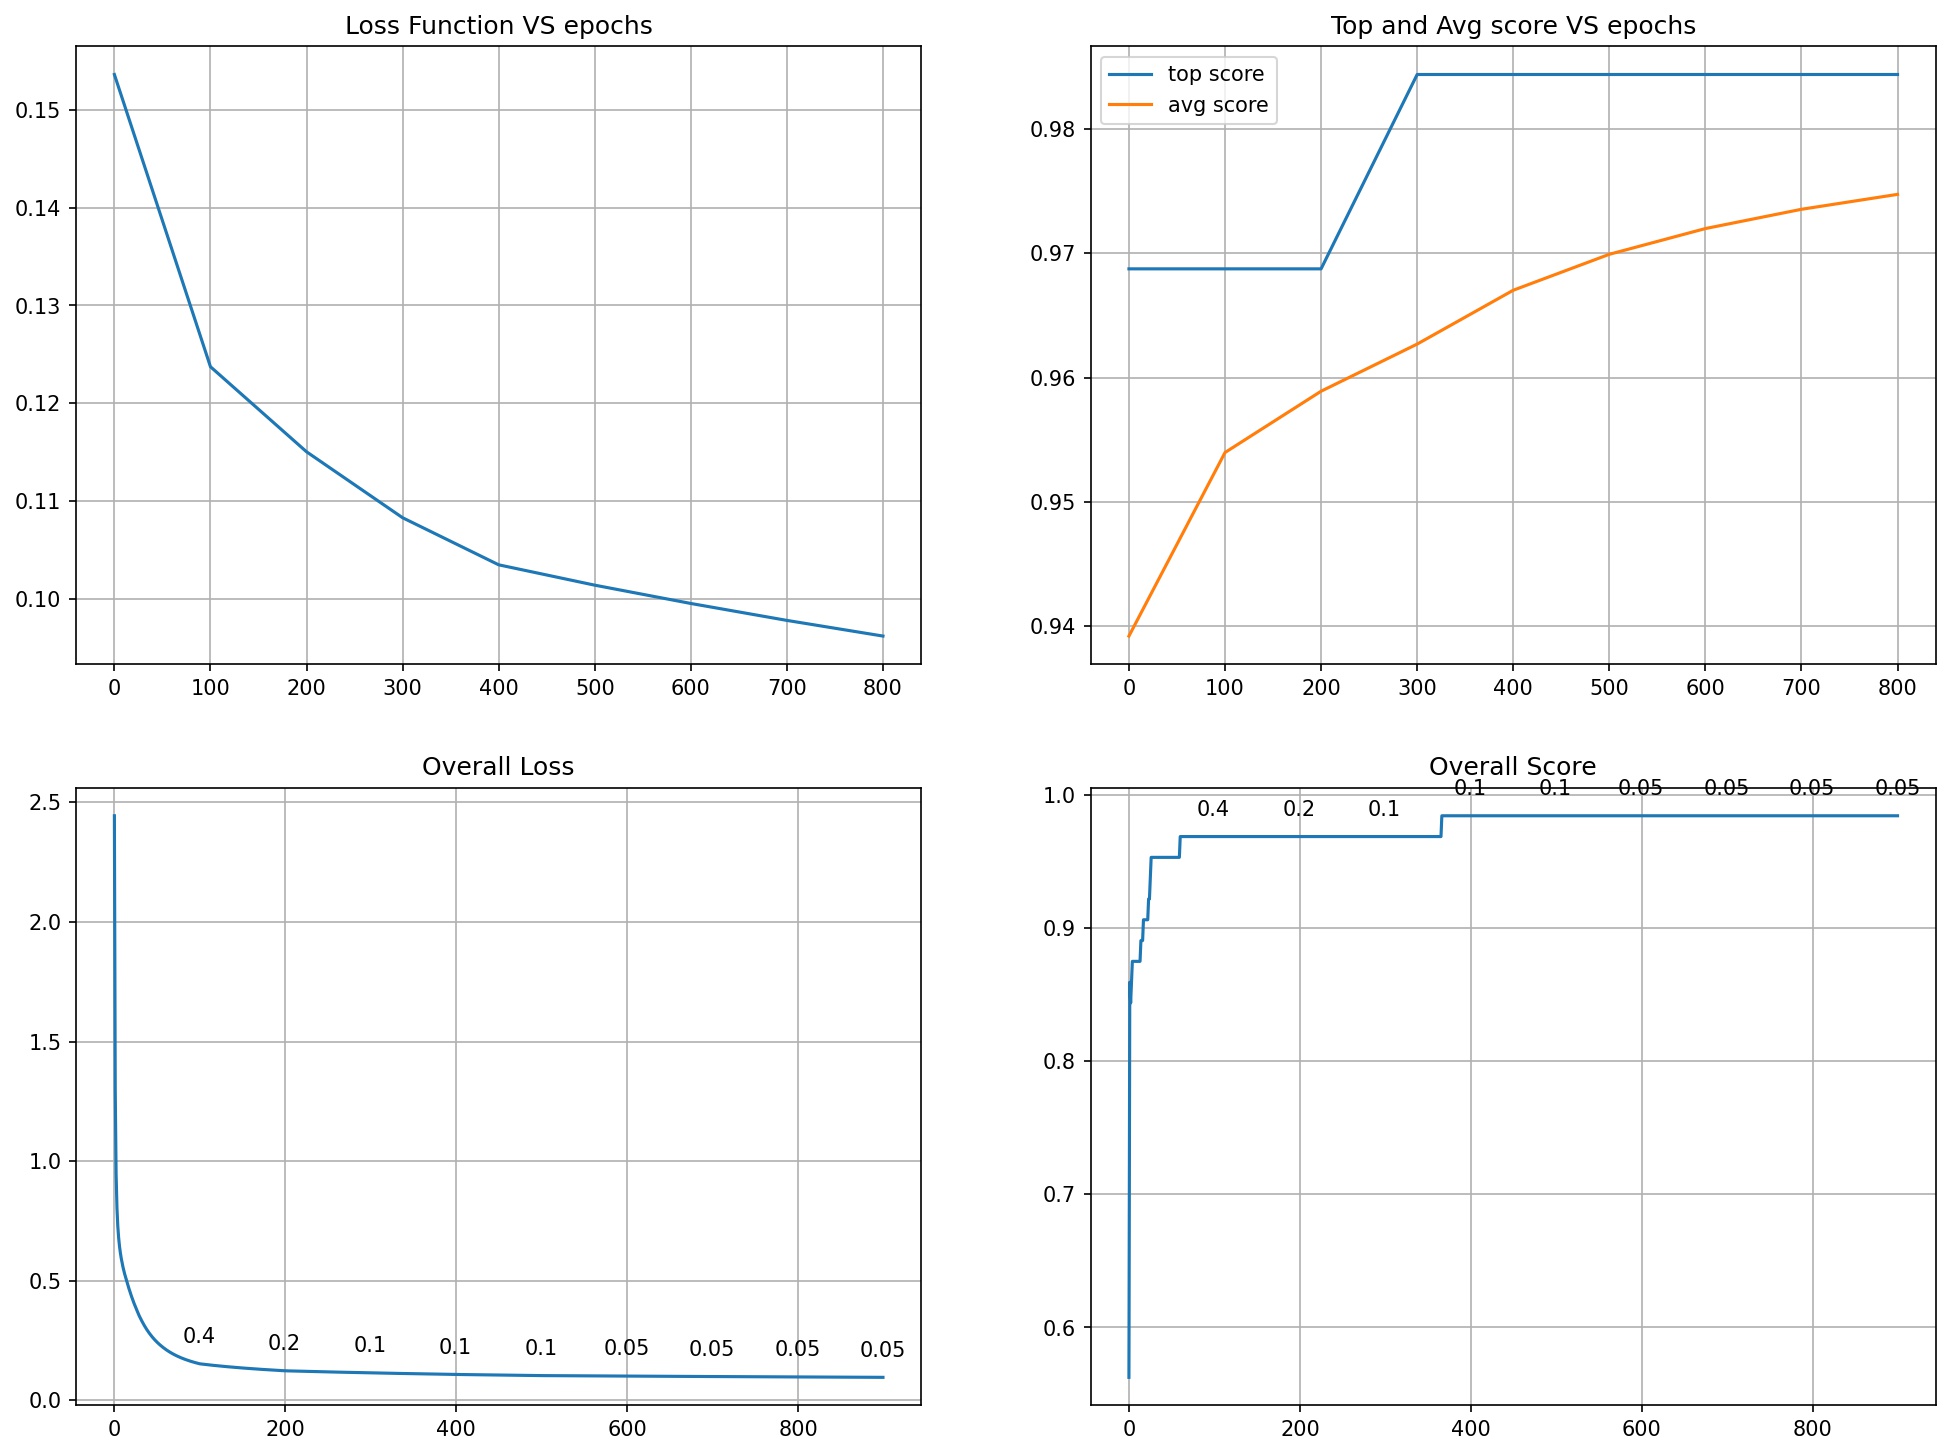 Loss Function VS epochs
0.15
0.14
0.13
0.12
0.11
0.10
0 100 200 300 400 500 600 700 800
Top and Avg score VS epochs
top score
avg score
0.98
0.97
0.96
0.95
0.94
0 100 200 300 400 500 600 700 800
Overall Loss
2.5
2.0
1.5
1.0
0.5
0.0
0.4 0.2 0.1 0.1 0.1 0.05 0.05 0.05 0.05
0 200 400 600 800
Overall Score
0.4 0.2 0.1 0.1 0.1 0.05 0.05 0.05 0.05
1.0
0.9
0.8
0.7
0.6
0 200 400 600 800